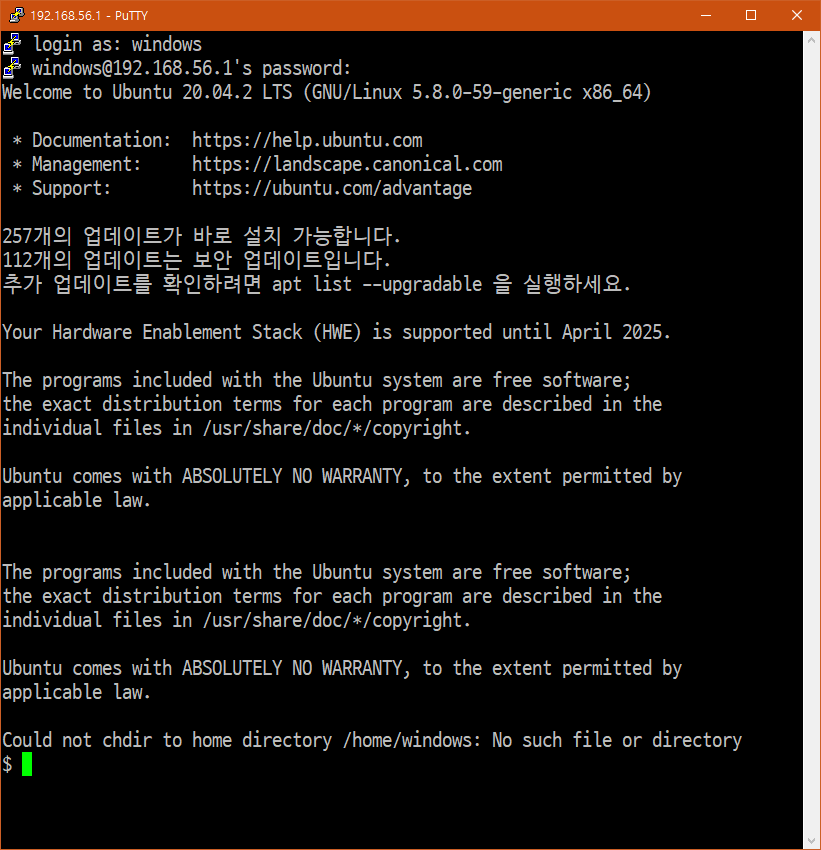 192.168.56.1 - PuTTY
login as: windows
windows@192.168.56.1's password:
Welcome to Ubuntu 20.04.2 LTS (GNU/Linux 5.8.0-59-generic x86_64)
* Documentation:  https://help.ubuntu.com
* Management:     https://landscape.canonical.com
* Support:        https://ubuntu.com/advantage
257개의 업데이트가 바로 설치 가능합니다.
112개의 업데이트는 보안 업데이트입니다.
추가 업데이트를 확인하려면 apt list --upgradable 을 실행하세요.
Your Hardware Enablement Stack (HWE) is supported until April 2025.
The programs included with the Ubuntu system are free software;
the exact distribution terms for each program are described in the
individual files in /usr/share/doc/*/copyright.
Ubuntu comes with ABSOLUTELY NO WARRANTY, to the extent permitted by
applicable law.
The programs included with the Ubuntu system are free software;
the exact distribution terms for each program are described in the
individual files in /usr/share/doc/*/copyright.
Ubuntu comes with ABSOLUTELY NO WARRANTY, to the extent permitted by
applicable law.
Could not chdir to home directory /home/windows: No such file or directory
$